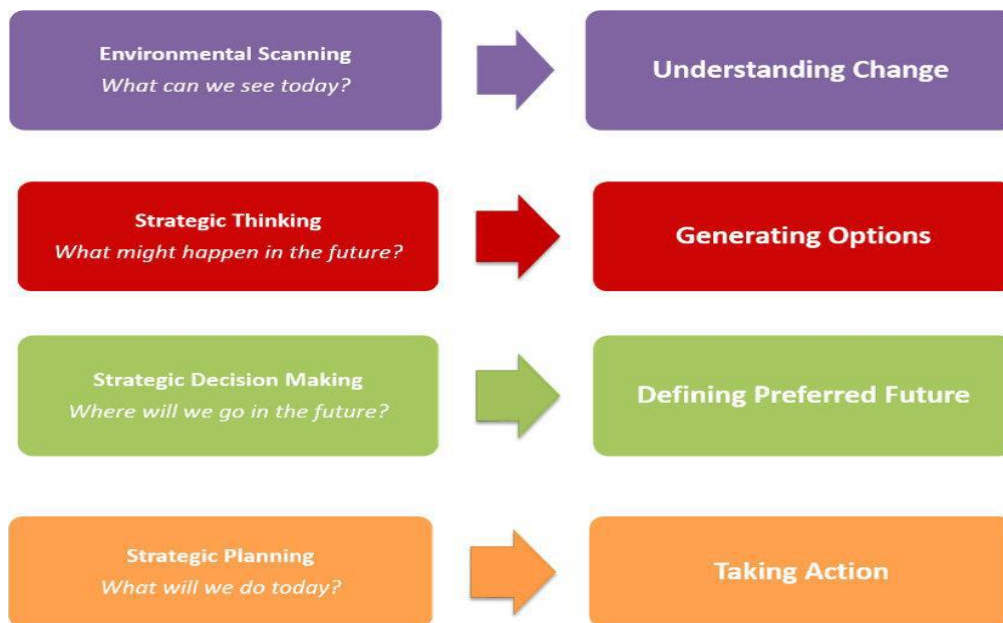 Environmental Scanning
What can we see today?
Understanding Change
Strategic Thinking
What might happen in the future?
Generating Options
Strategic Decision Making
Where will we go in the future?
Defining Preferred Future
Strategic Planning
What will we do today?
Taking Action